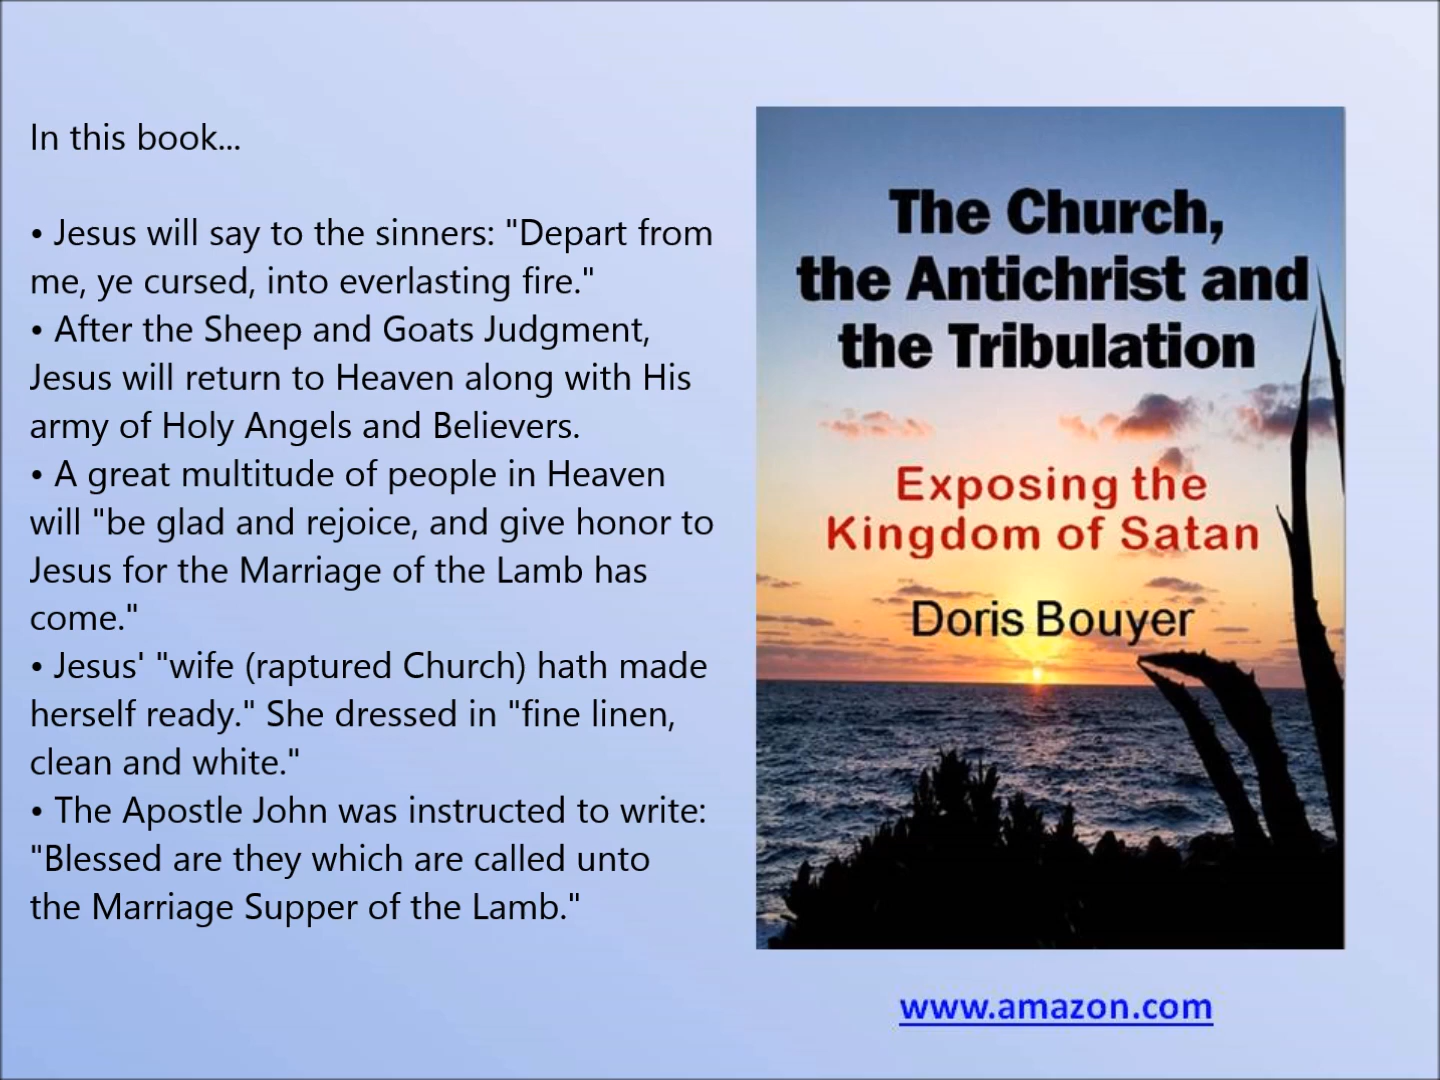 In this book...
• Jesus will say to the sinners: "Depart from
me, ye cursed, into everlasting fire."
• After the Sheep and Goats Judgment,
Jesus will return to Heaven along with His
army of Holy Angels and Believers.
• A great multitude of people in Heaven
will "be glad and rejoice, and give honor to
Jesus for the Marriage of the Lamb has
come."
• Jesus' "wife (raptured Church) hath made
herself ready." She dressed in "fine linen,
clean and white."
• The Apostle John was instructed to write:
"Blessed are they which are called unto
the Marriage Supper of the Lamb."
The Church,
the Antichrist and
the Tribulation
Exposing the
Kingdom of Satan
Doris Bouyer
www.amazon.com